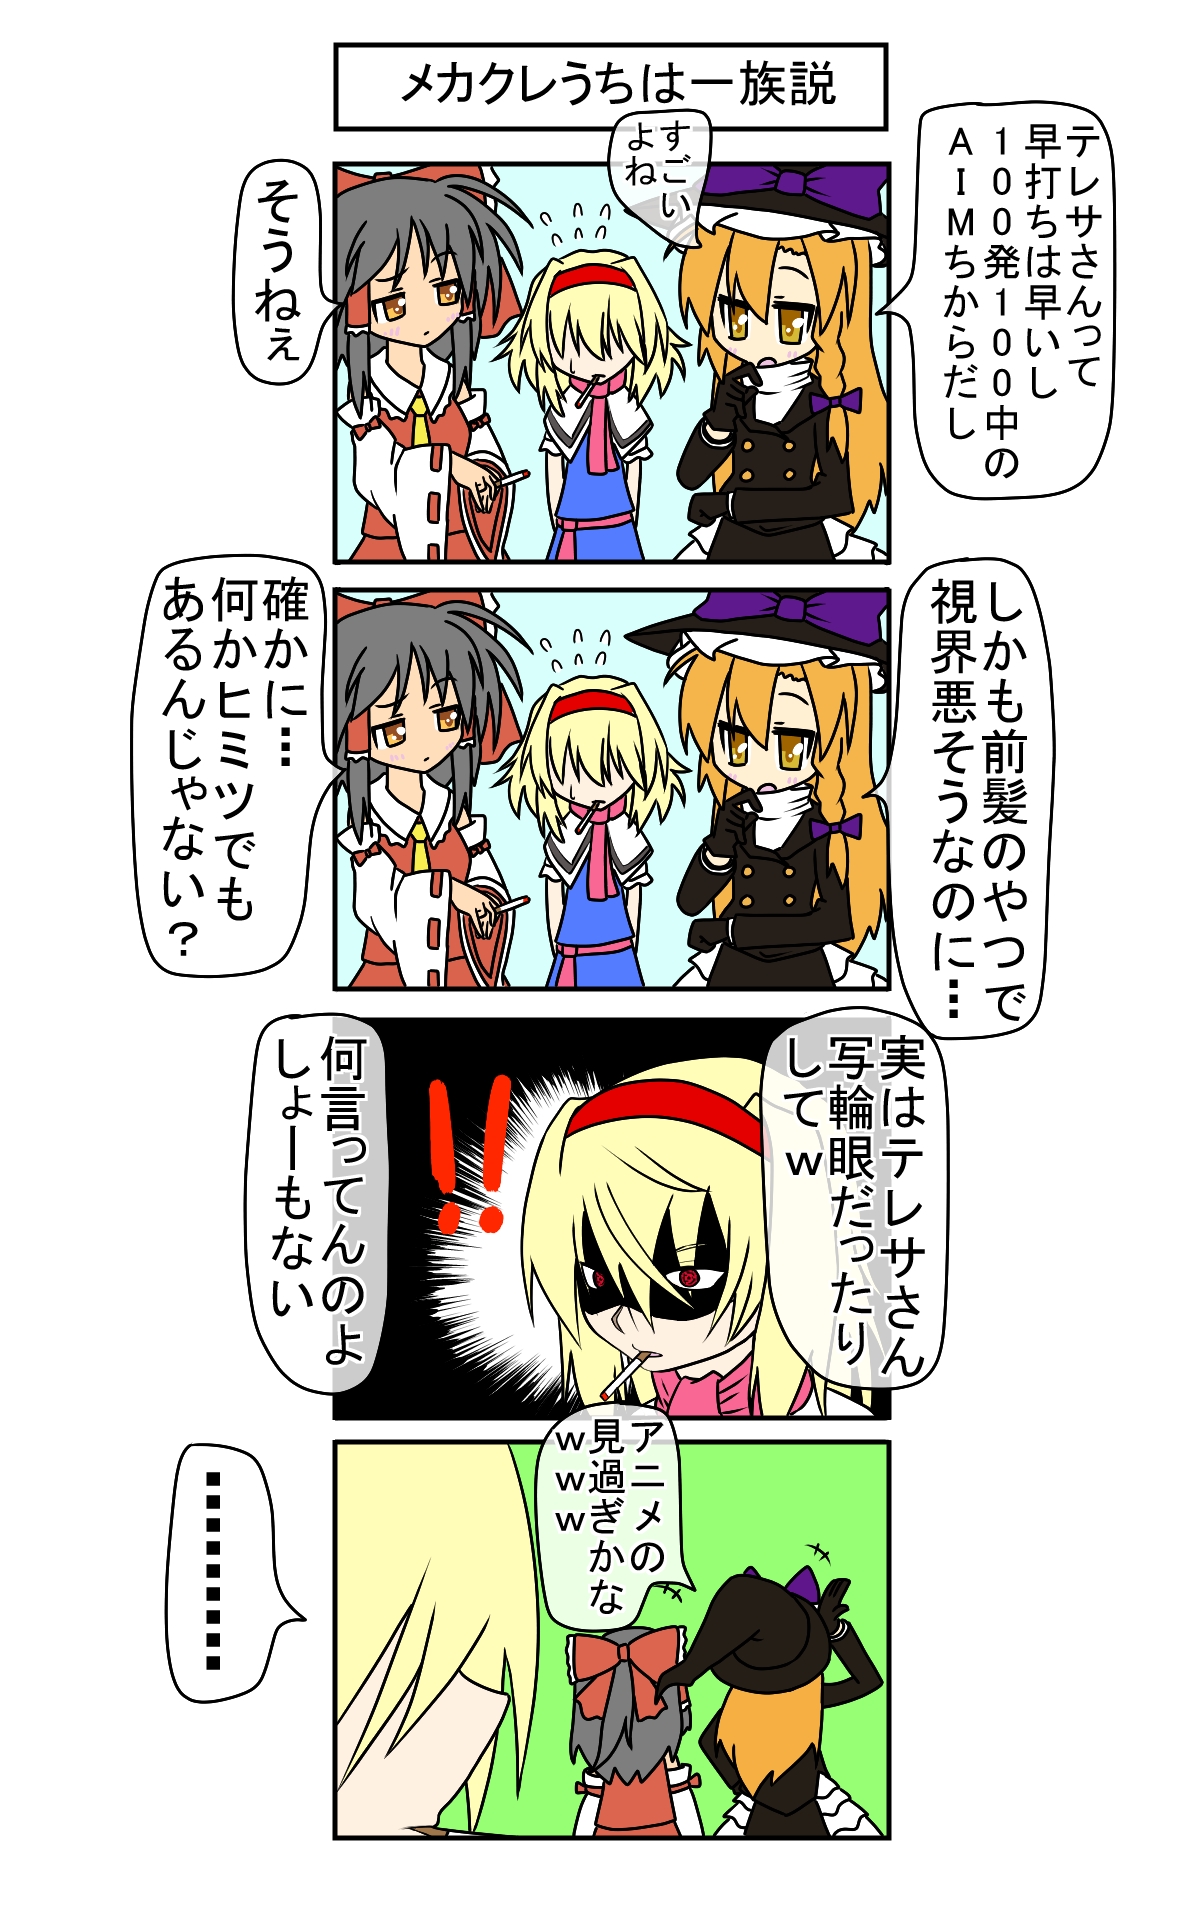 メカクレうちは一族説
テレサさんって
早打ちは早いし
100発100中の
AIMちからだし
すごい
よね
そうねぇ
しかも前髪のやつで
視界悪そうなのに…
確かに…
何かヒミツでも
あるんじゃない？
実はテレサさん
写輪眼だったり
してw
!!
何言ってんのよ
しょーもない
アニメの
見過ぎかな
www
………